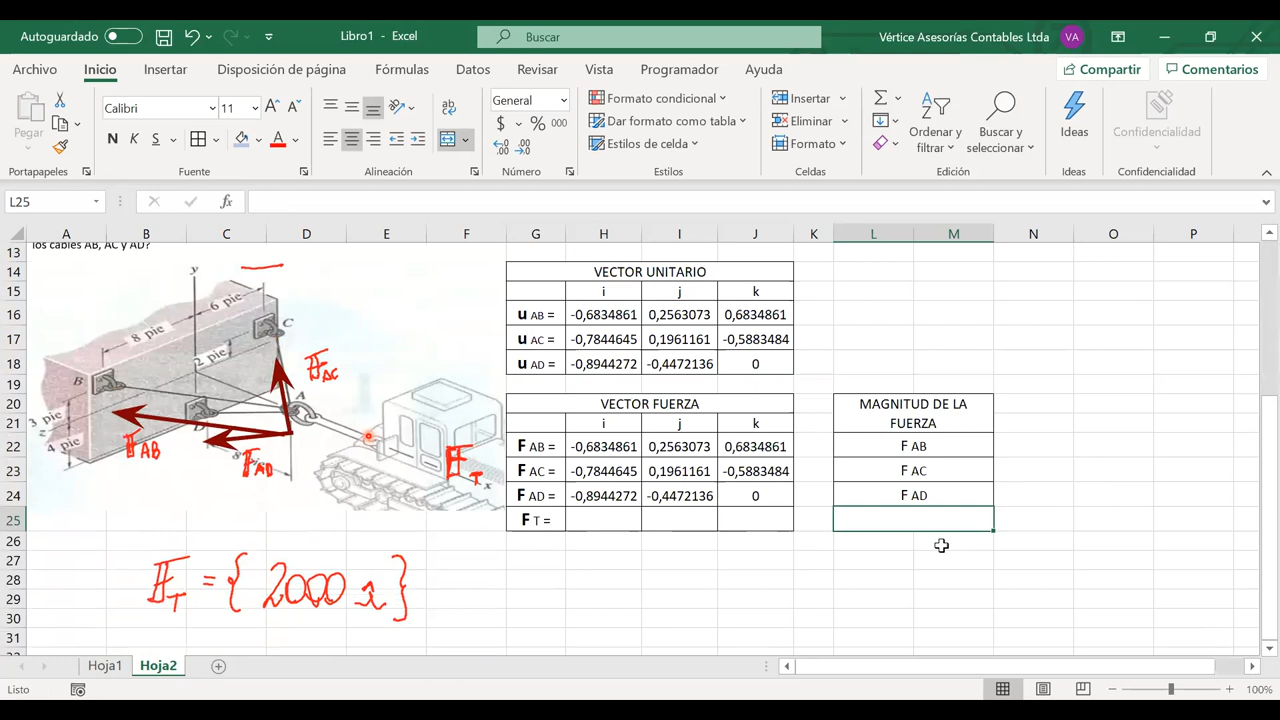 Autoguardado
Libro1 - Excel
Buscar
Vértice Asesorías Contables Ltda
VA
Archivo Inicio Insertar Disposición de página Fórmulas Datos Revisar Vista Programador Ayuda
Compartir Comentarios
Pegar
Calibri 11
N K S
General
$ % 000
Formato condicional
Dar formato como tabla
Estilos de celda
Insertar
Eliminar
Formato
Ordenar y filtrar
Buscar y seleccionar
Ideas
Confidencialidad
Portapapeles Fuente Alineación Número Estilos Celdas Edición Ideas Confidencialidad
L25
fx
A B C D E F G H I J K L M N O P
13 los cables AB, AC y AD?
14 VECTOR UNITARIO
15 i j k
16 u AB = -0,6834861 0,2563073 0,6834861
17 u AC = -0,7844645 0,1961161 -0,5883484
18 u AD = -0,8944272 -0,4472136 0
19
20 VECTOR FUERZA MAGNITUD DE LA
21 i j k FUERZA
22 F AB = -0,6834861 0,2563073 0,6834861 F AB
23 F AC = -0,7844645 0,1961161 -0,5883484 F AC
24 F AD = -0,8944272 -0,4472136 0 F AD
25 F T =
26
27
28
29
30
31
y
6 pie
8 pie
C
2 pie
F AC
B
A
D
3 pie
z
4 pie
F AB
F AD
8 pie
F T
x
F T = { 2000 i }
Hoja1 Hoja2
Listo
100%